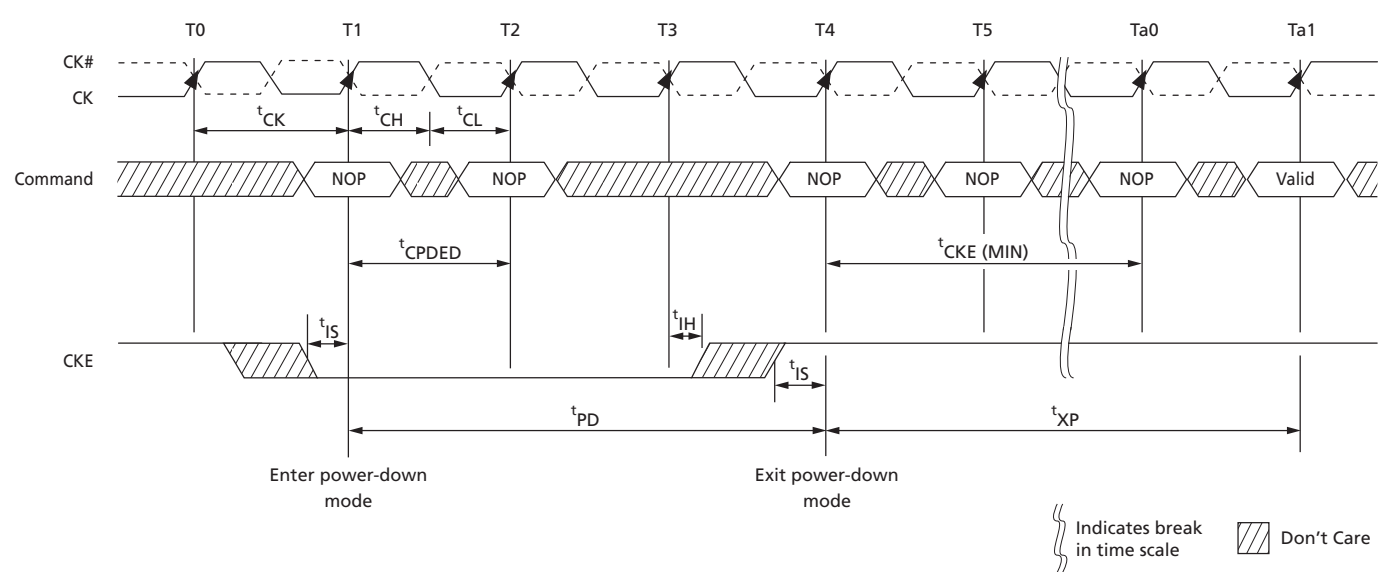 T0 T1 T2 T3 T4 T5 Ta0 Ta1
CK#
CK
tCK tCH tCL
Command NOP NOP NOP NOP NOP Valid
tCPDED tCKE (MIN)
tIS tIH
CKE
tIS
tPD tXP
Enter power-down
mode
Exit power-down
mode
Indicates break
in time scale
Don't Care